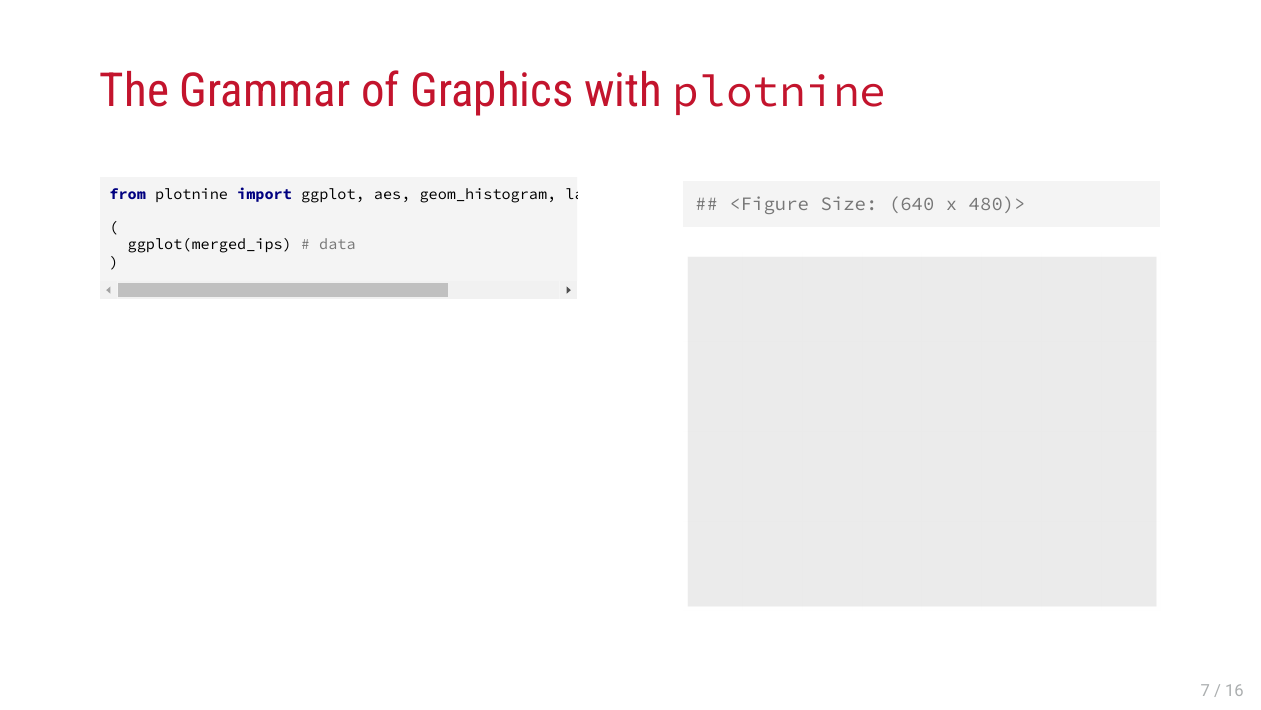 The Grammar of Graphics with plotnine
from plotnine import ggplot, aes, geom_histogram,
(
  ggplot(merged_ips) # data
)
## <Figure Size: (640 x 480)>
7 / 16